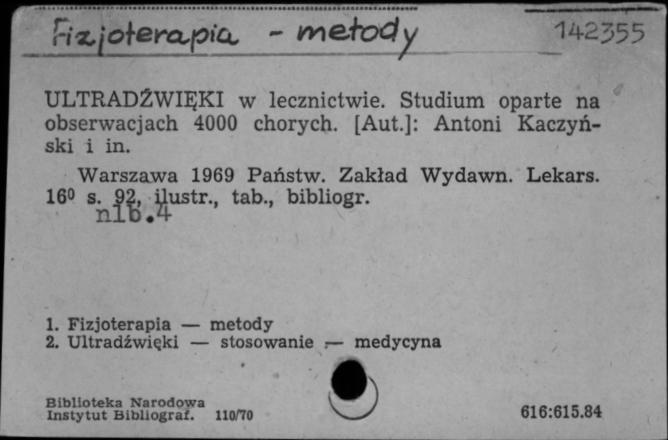 Fizjoterapia - metody 142355
ULTRADŹWIĘKI w lecznictwie. Studium oparte na
obserwacjach 4000 chorych. [Aut.]: Antoni Kaczyń-
ski i in.
Warszawa 1969 Państw. Zakład Wydawn. Lekars.
16⁰ s. 92, ilustr., tab., bibliogr.
nlb.4
1. Fizjoterapia — metody
2. Ultradźwięki — stosowanie — medycyna
Biblioteka Narodowa
Instytut Bibliograf. 110/70 616:615.84